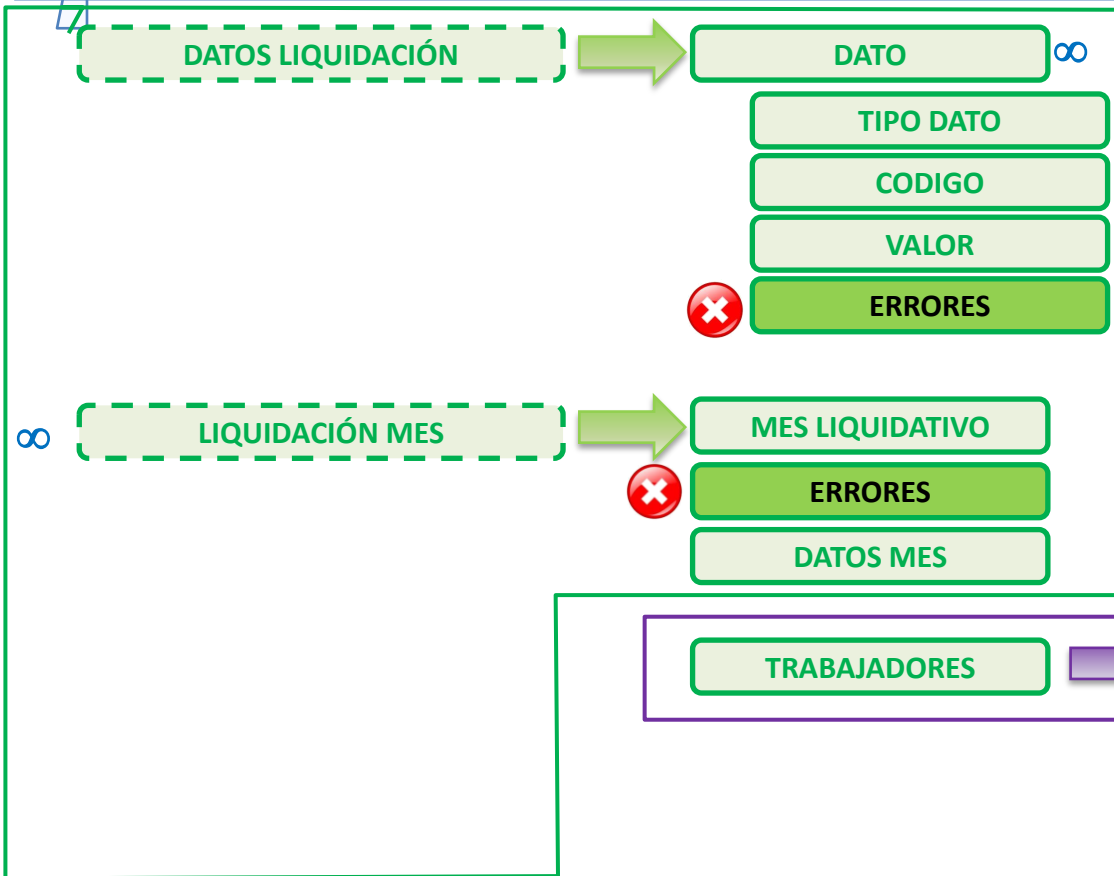 DATOS LIQUIDACIÓN
DATO
∞
TIPO DATO
CODIGO
VALOR
ERRORES
∞
LIQUIDACIÓN MES
MES LIQUIDATIVO
ERRORES
DATOS MES
TRABAJADORES